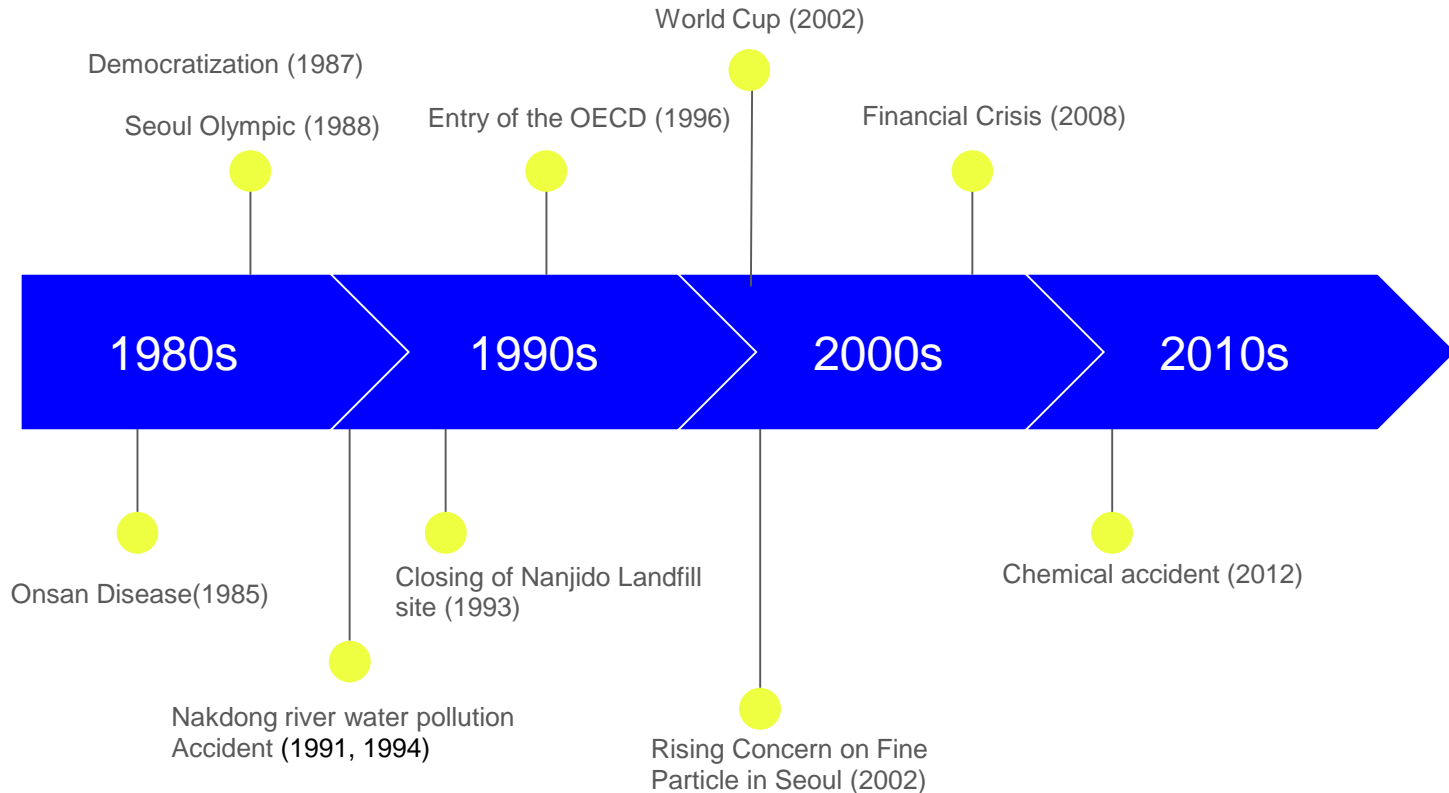 World Cup (2002)
Democratization (1987)
Seoul Olympic (1988)
Entry of the OECD (1996)
Financial Crisis (2008)
1980s
1990s
2000s
2010s
Onsan Disease(1985)
Closing of Nanjido Landfill
site (1993)
Chemical accident (2012)
Nakdong river water pollution
Accident (1991, 1994)
Rising Concern on Fine
Particle in Seoul (2002)